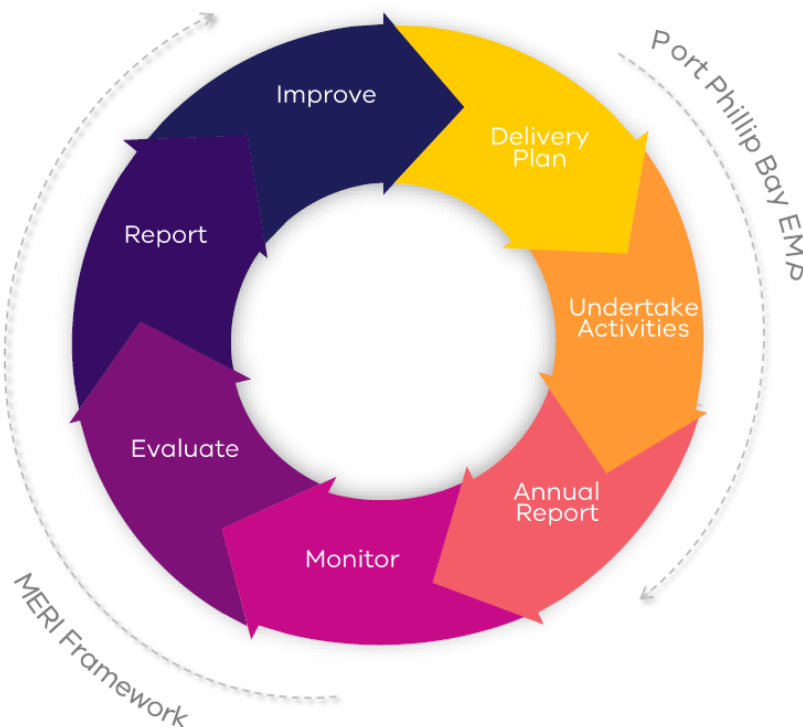 Improve
Delivery
Plan
Port Phillip Bay EMP
Undertake
Activities
Annual
Report
Monitor
Evaluate
Report
MERI Framework